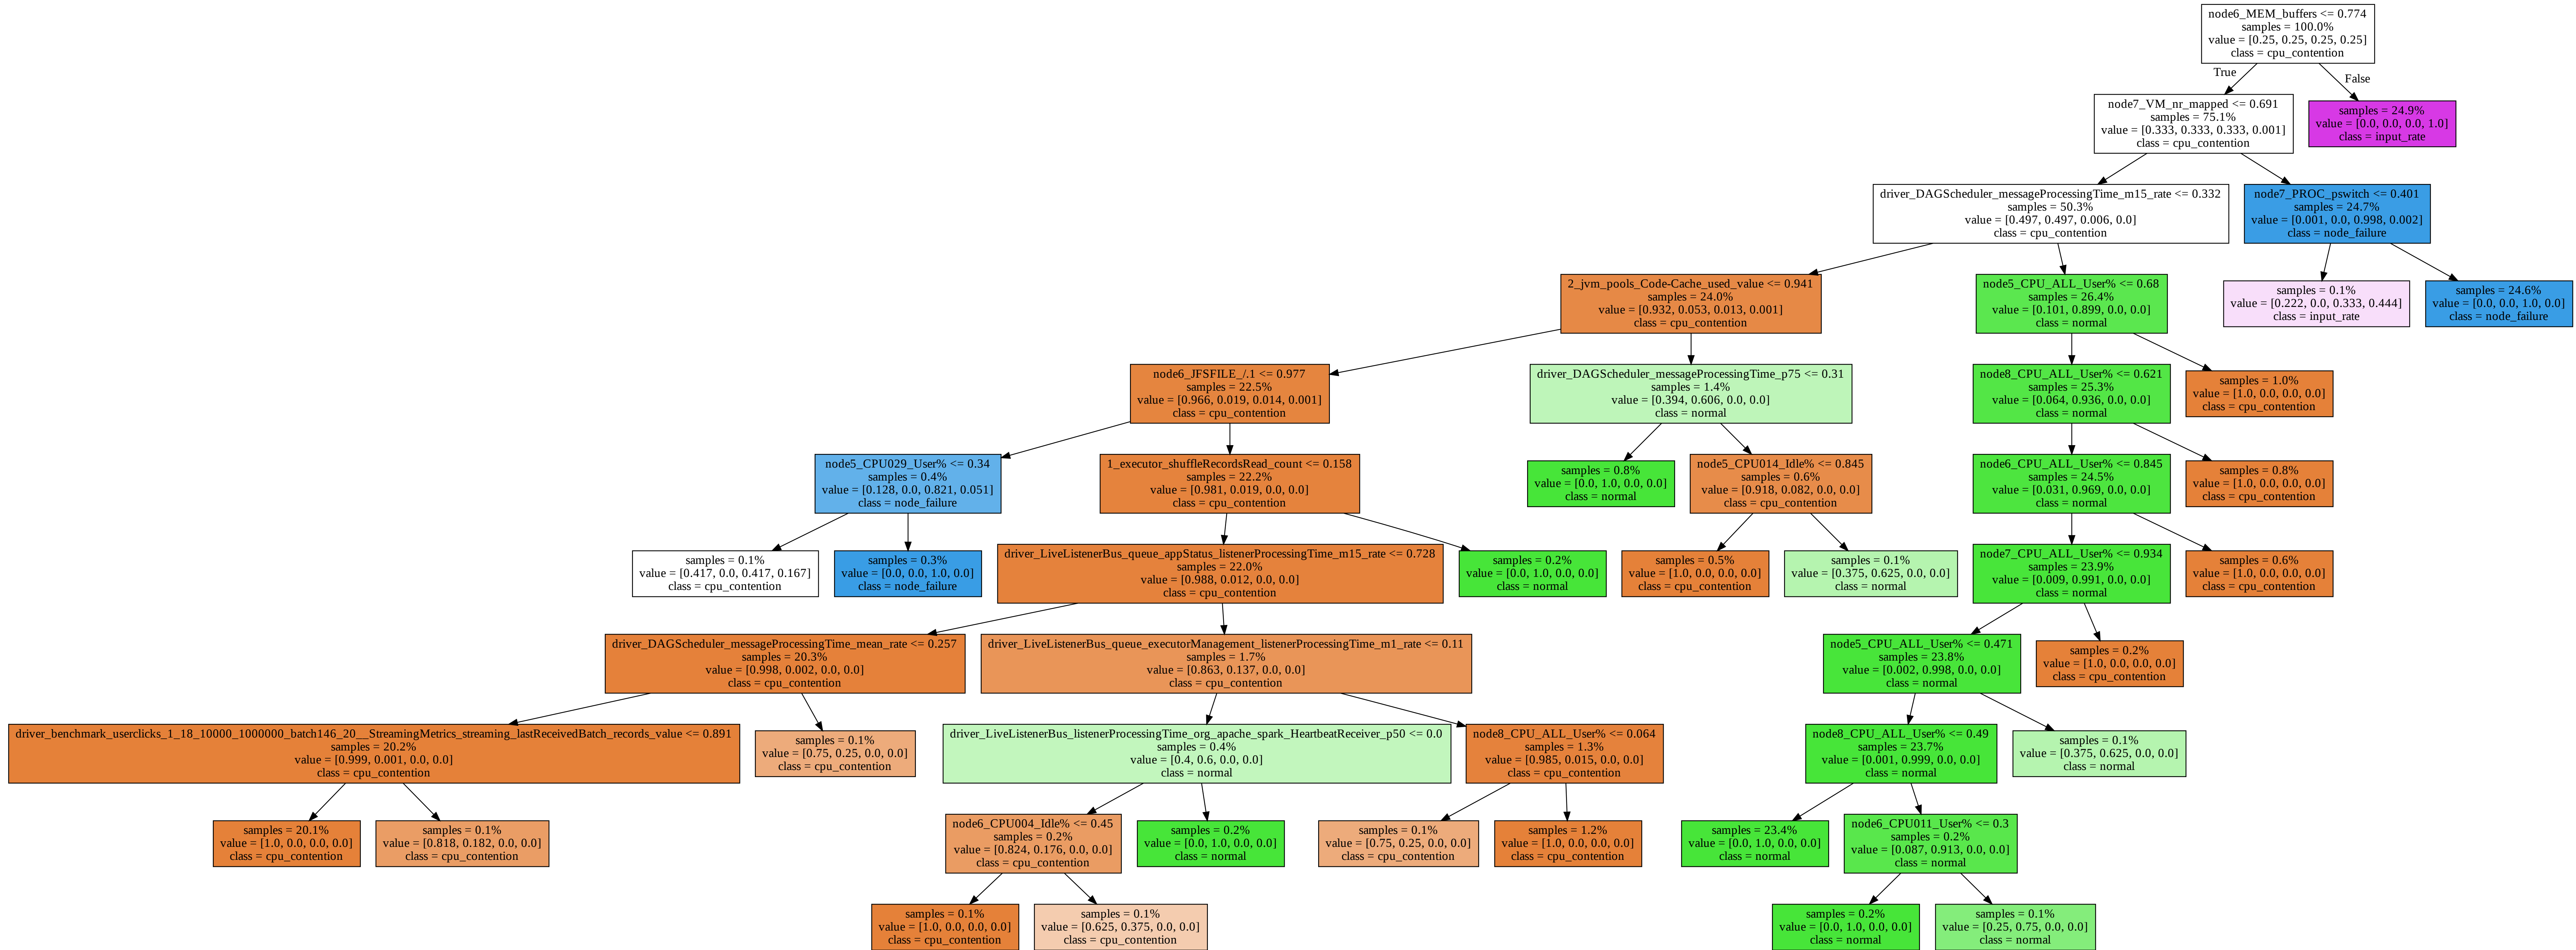 node6_MEM_buffers <= 0.774
samples = 100.0%
value = [0.25, 0.25, 0.25, 0.25]
class = cpu_contention
True
False
node7_VM_nr_mapped <= 0.691
samples = 75.1%
value = [0.333, 0.333, 0.333, 0.001]
class = cpu_contention
samples = 24.9%
value = [0.0, 0.0, 0.0, 1.0]
class = input_rate
driver_DAGScheduler_messageProcessingTime_m15_rate <= 0.332
samples = 50.3%
value = [0.497, 0.497, 0.006, 0.0]
class = cpu_contention
node7_PROC_pswitch <= 0.401
samples = 24.7%
value = [0.001, 0.0, 0.998, 0.002]
class = node_failure
2_jvm_pools_Code-Cache_used_value <= 0.941
samples = 24.0%
value = [0.932, 0.053, 0.013, 0.001]
class = cpu_contention
node5_CPU_ALL_User% <= 0.68
samples = 26.4%
value = [0.101, 0.899, 0.0, 0.0]
class = normal
samples = 0.1%
value = [0.222, 0.0, 0.333, 0.444]
class = input_rate
samples = 24.6%
value = [0.0, 0.0, 1.0, 0.0]
class = node_failure
node6_JFSFILE_/.1 <= 0.977
samples = 22.5%
value = [0.966, 0.019, 0.014, 0.001]
class = cpu_contention
driver_DAGScheduler_messageProcessingTime_p75 <= 0.31
samples = 1.4%
value = [0.394, 0.606, 0.0, 0.0]
class = normal
node8_CPU_ALL_User% <= 0.621
samples = 25.3%
value = [0.064, 0.936, 0.0, 0.0]
class = normal
samples = 1.0%
value = [1.0, 0.0, 0.0, 0.0]
class = cpu_contention
node5_CPU029_User% <= 0.34
samples = 0.4%
value = [0.128, 0.0, 0.821, 0.051]
class = node_failure
1_executor_shuffleRecordsRead_count <= 0.158
samples = 22.2%
value = [0.981, 0.019, 0.0, 0.0]
class = cpu_contention
samples = 0.8%
value = [0.0, 1.0, 0.0, 0.0]
class = normal
node5_CPU014_Idle% <= 0.845
samples = 0.6%
value = [0.918, 0.082, 0.0, 0.0]
class = cpu_contention
node6_CPU_ALL_User% <= 0.845
samples = 24.5%
value = [0.031, 0.969, 0.0, 0.0]
class = normal
samples = 0.8%
value = [1.0, 0.0, 0.0, 0.0]
class = cpu_contention
samples = 0.1%
value = [0.417, 0.0, 0.417, 0.167]
class = cpu_contention
samples = 0.3%
value = [0.0, 0.0, 1.0, 0.0]
class = node_failure
driver_LiveListenerBus_queue_appStatus_listenerProcessingTime_m15_rate <= 0.728
samples = 22.0%
value = [0.988, 0.012, 0.0, 0.0]
class = cpu_contention
samples = 0.2%
value = [0.0, 1.0, 0.0, 0.0]
class = normal
samples = 0.5%
value = [1.0, 0.0, 0.0, 0.0]
class = cpu_contention
samples = 0.1%
value = [0.375, 0.625, 0.0, 0.0]
class = normal
node7_CPU_ALL_User% <= 0.934
samples = 23.9%
value = [0.009, 0.991, 0.0, 0.0]
class = normal
samples = 0.6%
value = [1.0, 0.0, 0.0, 0.0]
class = cpu_contention
driver_DAGScheduler_messageProcessingTime_mean_rate <= 0.257
samples = 20.3%
value = [0.998, 0.002, 0.0, 0.0]
class = cpu_contention
driver_LiveListenerBus_queue_executorManagement_listenerProcessingTime_m1_rate <= 0.11
samples = 1.7%
value = [0.863, 0.137, 0.0, 0.0]
class = cpu_contention
node5_CPU_ALL_User% <= 0.471
samples = 23.8%
value = [0.002, 0.998, 0.0, 0.0]
class = normal
samples = 0.2%
value = [1.0, 0.0, 0.0, 0.0]
class = cpu_contention
driver_benchmark_userclicks_1_18_10000_1000000_batch146_20__StreamingMetrics_streaming_lastReceivedBatch_records_value <= 0.891
samples = 20.2%
value = [0.999, 0.001, 0.0, 0.0]
class = cpu_contention
samples = 0.1%
value = [0.75, 0.25, 0.0, 0.0]
class = cpu_contention
driver_LiveListenerBus_listenerProcessingTime_org_apache_spark_HeartbeatReceiver_p50 <= 0.0
samples = 0.4%
value = [0.4, 0.6, 0.0, 0.0]
class = normal
node8_CPU_ALL_User% <= 0.064
samples = 1.3%
value = [0.985, 0.015, 0.0, 0.0]
class = cpu_contention
node8_CPU_ALL_User% <= 0.49
samples = 23.7%
value = [0.001, 0.999, 0.0, 0.0]
class = normal
samples = 0.1%
value = [0.375, 0.625, 0.0, 0.0]
class = normal
samples = 20.1%
value = [1.0, 0.0, 0.0, 0.0]
class = cpu_contention
samples = 0.1%
value = [0.818, 0.182, 0.0, 0.0]
class = cpu_contention
node6_CPU004_Idle% <= 0.45
samples = 0.2%
value = [0.824, 0.176, 0.0, 0.0]
class = cpu_contention
samples = 0.2%
value = [0.0, 1.0, 0.0, 0.0]
class = normal
samples = 0.1%
value = [0.75, 0.25, 0.0, 0.0]
class = cpu_contention
samples = 1.2%
value = [1.0, 0.0, 0.0, 0.0]
class = cpu_contention
samples = 23.4%
value = [0.0, 1.0, 0.0, 0.0]
class = normal
node6_CPU011_User% <= 0.3
samples = 0.2%
value = [0.087, 0.913, 0.0, 0.0]
class = normal
samples = 0.1%
value = [1.0, 0.0, 0.0, 0.0]
class = cpu_contention
samples = 0.1%
value = [0.625, 0.375, 0.0, 0.0]
class = cpu_contention
samples = 0.2%
value = [0.0, 1.0, 0.0, 0.0]
class = normal
samples = 0.1%
value = [0.25, 0.75, 0.0, 0.0]
class = normal